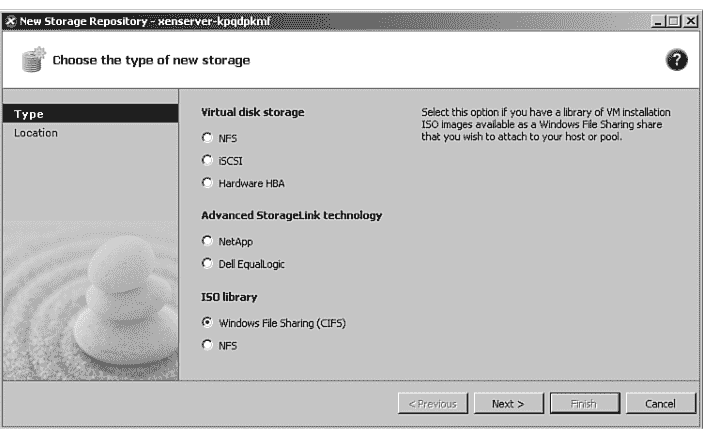 New Storage Repository - xenserver-kpqdpkmf
Choose the type of new storage
?
Type
Location
Virtual disk storage
NFS
iSCSI
Hardware HBA
Advanced StorageLink technology
NetApp
Dell EqualLogic
ISO library
Windows File Sharing (CIFS)
NFS
Select this option if you have a library of VM installation
ISO images available as a Windows File Sharing share
that you wish to attach to your host or pool.
< Previous
Next >
Finish
Cancel